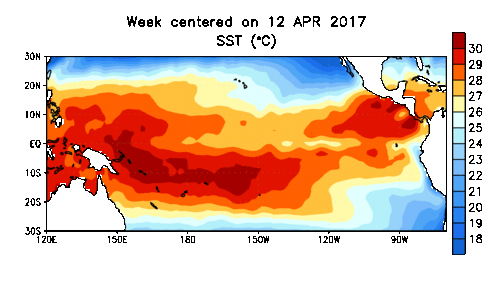 Week centered on 12 APR 2017
SST (°C)
30N
20N
10N
EQ
10S
20S
30S
120E 150E 180 150W 120W 90W
30
29
28
27
26
25
24
23
22
21
20
19
18